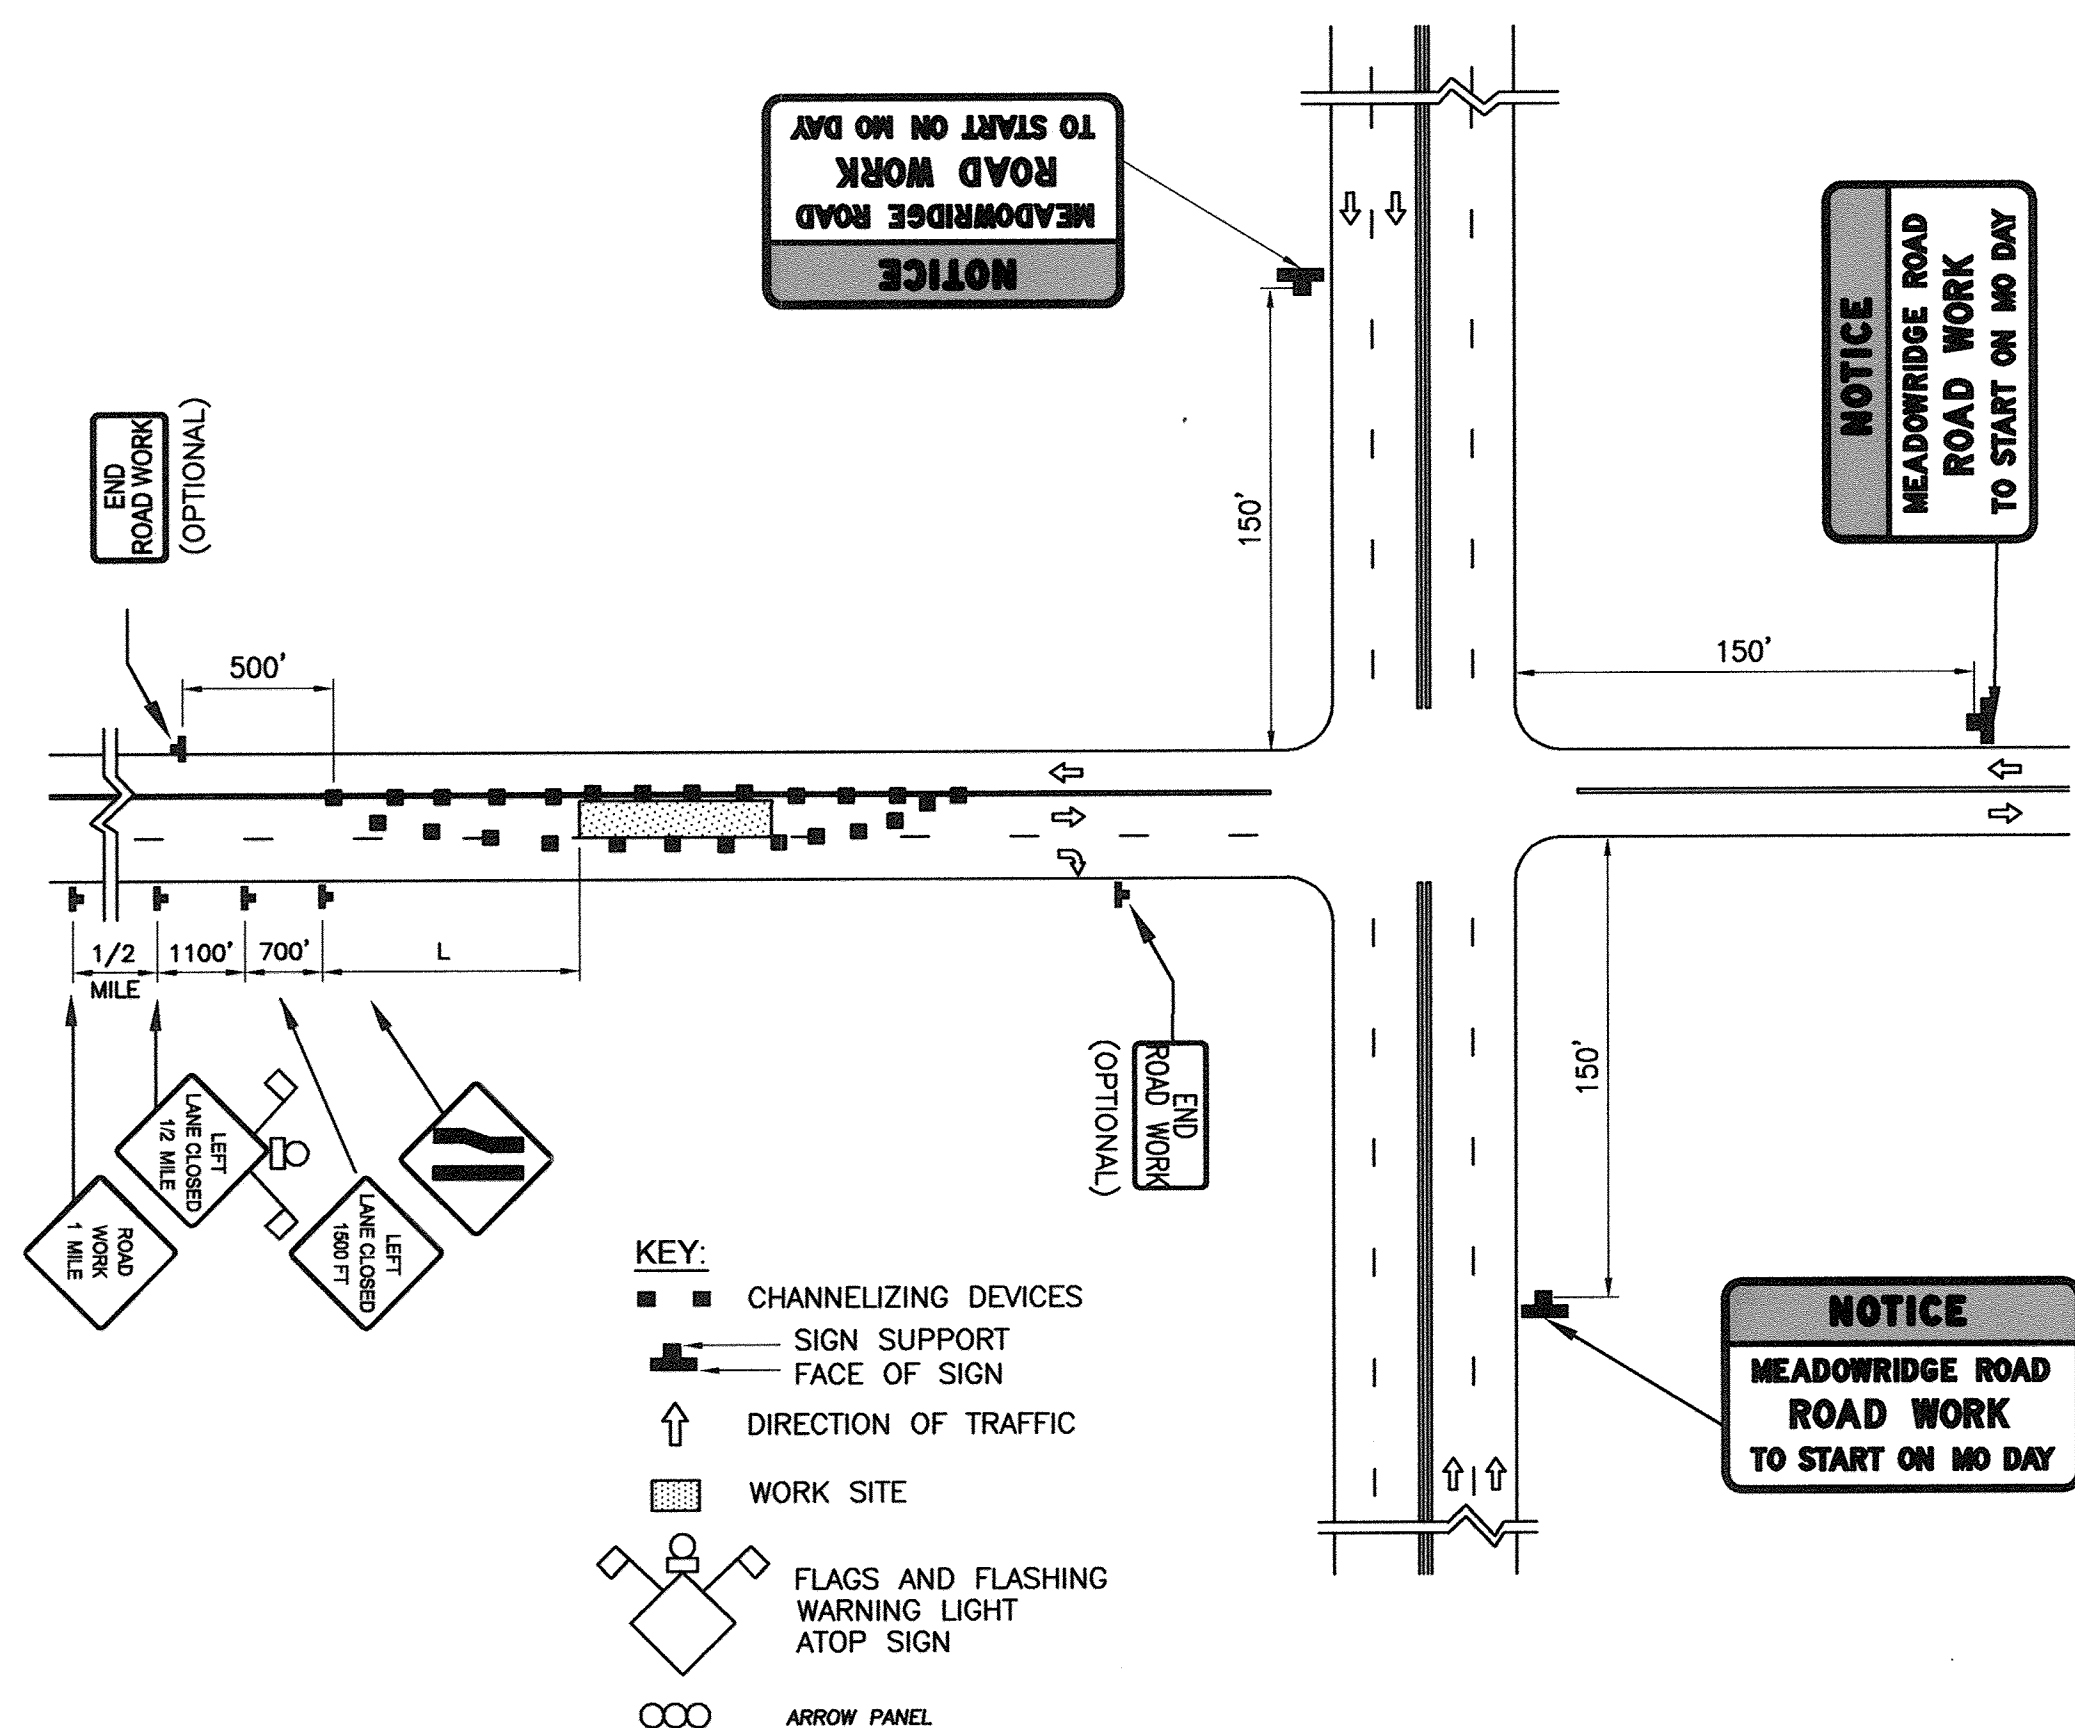 TO START ON MO DAY
ROAD WORK
MEADOWRIDGE ROAD
NOTICE
NOTICE
MEADOWRIDGE ROAD
ROAD WORK
TO START ON MO DAY
END
ROAD WORK
(OPTIONAL)
150'
500'
150'
1/2
MILE
1100'
700'
L
150'
END
ROAD WORK
(OPTIONAL)
LEFT
LANE CLOSED
1/2 MILE
ROAD
WORK
1 MILE
LEFT
LANE CLOSED
1500 FT
KEY:
CHANNELIZING DEVICES
SIGN SUPPORT
FACE OF SIGN
DIRECTION OF TRAFFIC
WORK SITE
FLAGS AND FLASHING
WARNING LIGHT
ATOP SIGN
ARROW PANEL
NOTICE
MEADOWRIDGE ROAD
ROAD WORK
TO START ON MO DAY